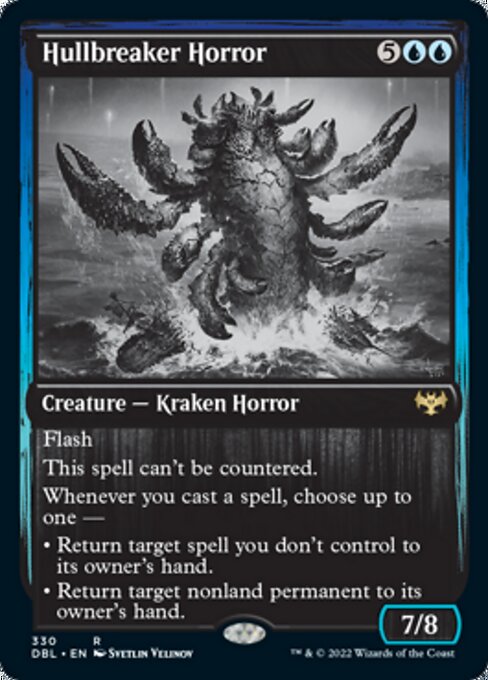 Hullbreaker Horror 5
Creature — Kraken Horror
Flash
This spell can't be countered.
Whenever you cast a spell, choose up to
one —
• Return target spell you don't control to
its owner's hand.
• Return target nonland permanent to its
owner's hand.
7/8
330 R
DBL • EN Svetlin Velinov
™ & © 2022 Wizards of the Coast